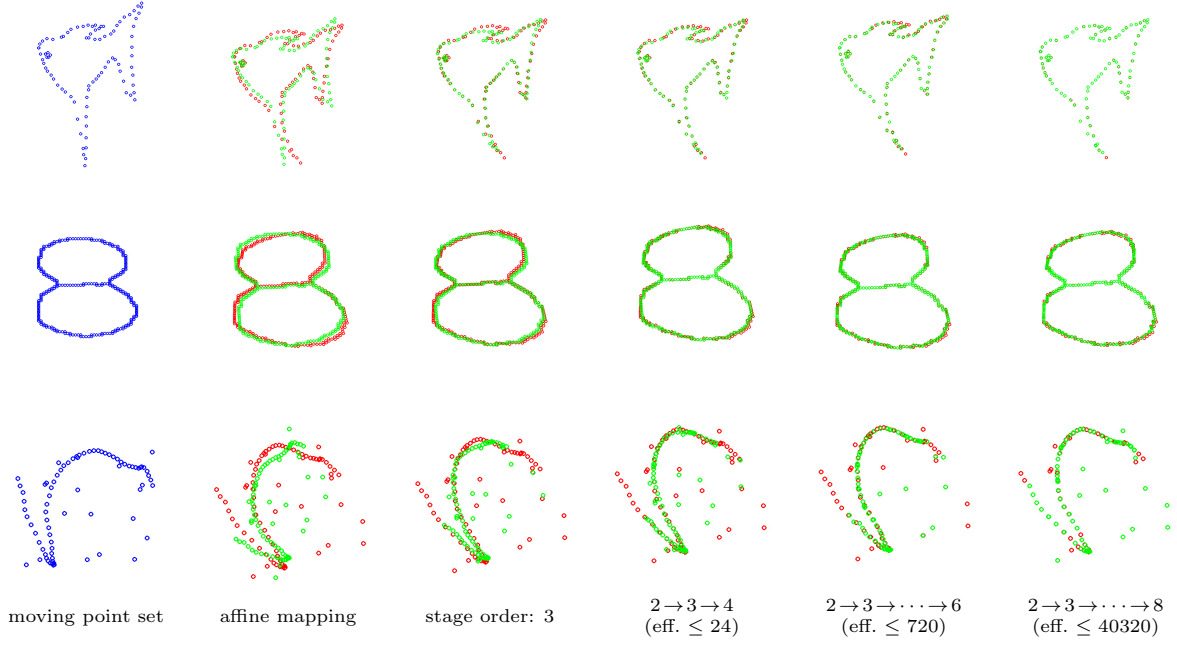 moving point set
affine mapping
stage order: 3
2→3→4
(eff. ≤ 24)
2→3→···→6
(eff. ≤ 720)
2→3→···→8
(eff. ≤ 40320)